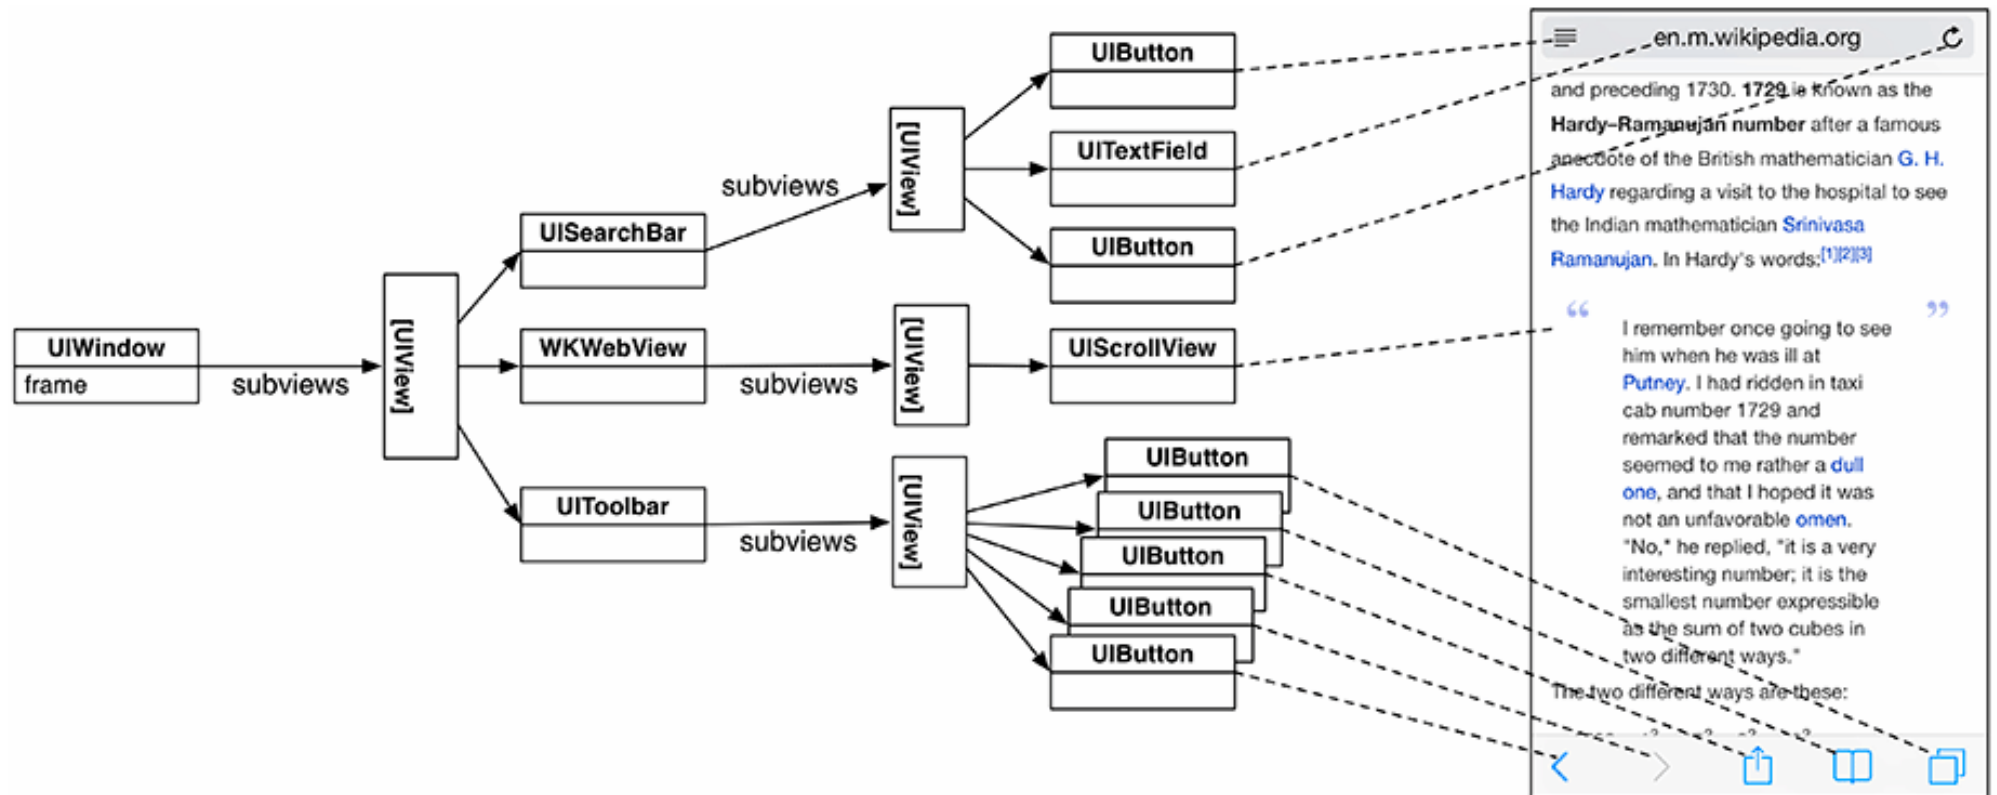 UIWindow
frame
subviews
[UIView]
UISearchBar
subviews
[UIView]
UIButton
UITextField
UIButton
WKWebView
subviews
[UIView]
UIScrollView
UIToolbar
subviews
[UIView]
UIButton
UIButton
UIButton
UIButton
UIButton
en.m.wikipedia.org
and preceding 1730. 1729 is known as the
Hardy–Ramanujan number after a famous
anecdote of the British mathematician G. H.
Hardy regarding a visit to the hospital to see
the Indian mathematician Srinivasa
Ramanujan. In Hardy's words:[1][2][3]
“ ”
I remember once going to see
him when he was ill at
Putney. I had ridden in taxi
cab number 1729 and
remarked that the number
seemed to me rather a dull
one, and that I hoped it was
not an unfavorable omen.
"No," he replied, "it is a very
interesting number; it is the
smallest number expressible
as the sum of two cubes in
two different ways."
The two different ways are these: